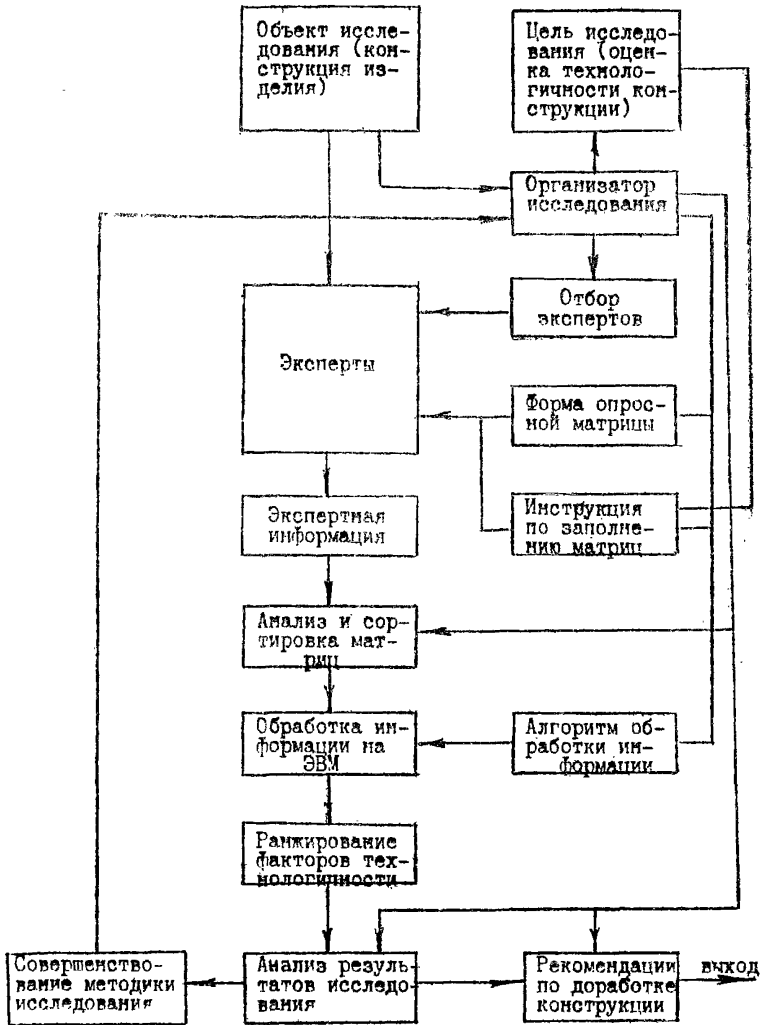 Объект иссле-
дования (кон-
струкция из-
делия)
Цель исследо-
вания (оцен-
ка техноло-
гичности кон-
струкции)
Организатор
исследования
Отбор
экспертов
Эксперты
Форма опрос-
ной матрицы
Экспертная
информация
Инструкция
по заполне-
нию матриц
Анализ и сор-
тировка мат-
риц
Обработка ин-
формации на
ЭВМ
Алгоритм об-
работки ин-
формации
Ранжирование
факторов тех-
нологичности
Совершенство-
вание методики
исследования
Анализ резуль-
татов исследо-
вания
Рекомендации
по доработке
конструкции
выход